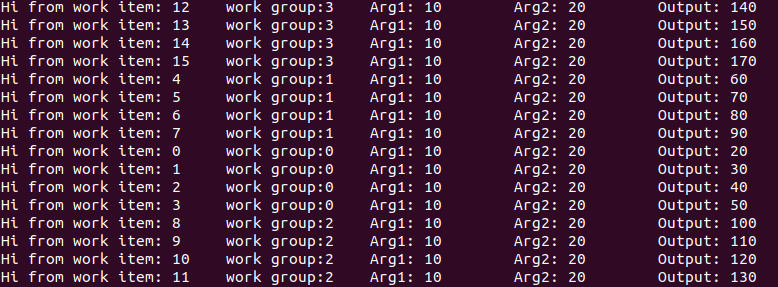 Hi from work item: 12 work group:3 Arg1: 10 Arg2: 20 Output: 140
Hi from work item: 13 work group:3 Arg1: 10 Arg2: 20 Output: 150
Hi from work item: 14 work group:3 Arg1: 10 Arg2: 20 Output: 160
Hi from work item: 15 work group:3 Arg1: 10 Arg2: 20 Output: 170
Hi from work item: 4 work group:1 Arg1: 10 Arg2: 20 Output: 60
Hi from work item: 5 work group:1 Arg1: 10 Arg2: 20 Output: 70
Hi from work item: 6 work group:1 Arg1: 10 Arg2: 20 Output: 80
Hi from work item: 7 work group:1 Arg1: 10 Arg2: 20 Output: 90
Hi from work item: 0 work group:0 Arg1: 10 Arg2: 20 Output: 20
Hi from work item: 1 work group:0 Arg1: 10 Arg2: 20 Output: 30
Hi from work item: 2 work group:0 Arg1: 10 Arg2: 20 Output: 40
Hi from work item: 3 work group:0 Arg1: 10 Arg2: 20 Output: 50
Hi from work item: 8 work group:2 Arg1: 10 Arg2: 20 Output: 100
Hi from work item: 9 work group:2 Arg1: 10 Arg2: 20 Output: 110
Hi from work item: 10 work group:2 Arg1: 10 Arg2: 20 Output: 120
Hi from work item: 11 work group:2 Arg1: 10 Arg2: 20 Output: 130